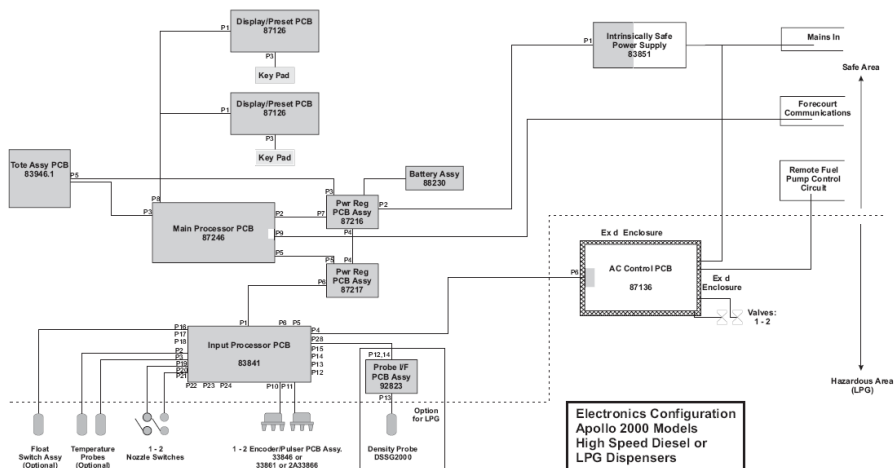 Display/Preset PCB
87126
P1
P3
Key Pad
Display/Preset PCB
87126
P1
P3
Key Pad
P1
Intrinsically Safe
Power Supply
83851
Mains In
Safe Area
Forecourt
Communications
Remote Fuel
Pump Control
Circuit
Tote Assy PCB
83946.1
P5
Battery Assy
88230
P3
Pwr Reg
PCB Assy
87216
P2
P7
P4
P8
P3
Main Processor PCB
87246
P2
P9
P5
P4
P5
Pwr Reg
PCB Assy
87217
P6
Ex d Enclosure
P6
AC Control PCB
87136
Ex d
Enclosure
Valves:
1 - 2
P1
P6
P5
P4
P28
P15
P14
P13
P12
Input Processor PCB
83841
P16
P17
P18
P2
P3
P19
P20
P21
P22
P23
P24
P10
P11
P12,14
Probe I/F
PCB Assy
92823
P13
Option
for LPG
Hazardous Area
(LPG)
Float
Switch Assy
(Optional)
Temperature
Probes
(Optional)
1 - 2
Nozzle Switches
1 - 2 Encoder/Pulser PCB Assy.
33846 or
33861 or 2A33866
Density Probe
DSSG2000
Electronics Configuration
Apollo 2000 Models
High Speed Diesel or
LPG Dispensers